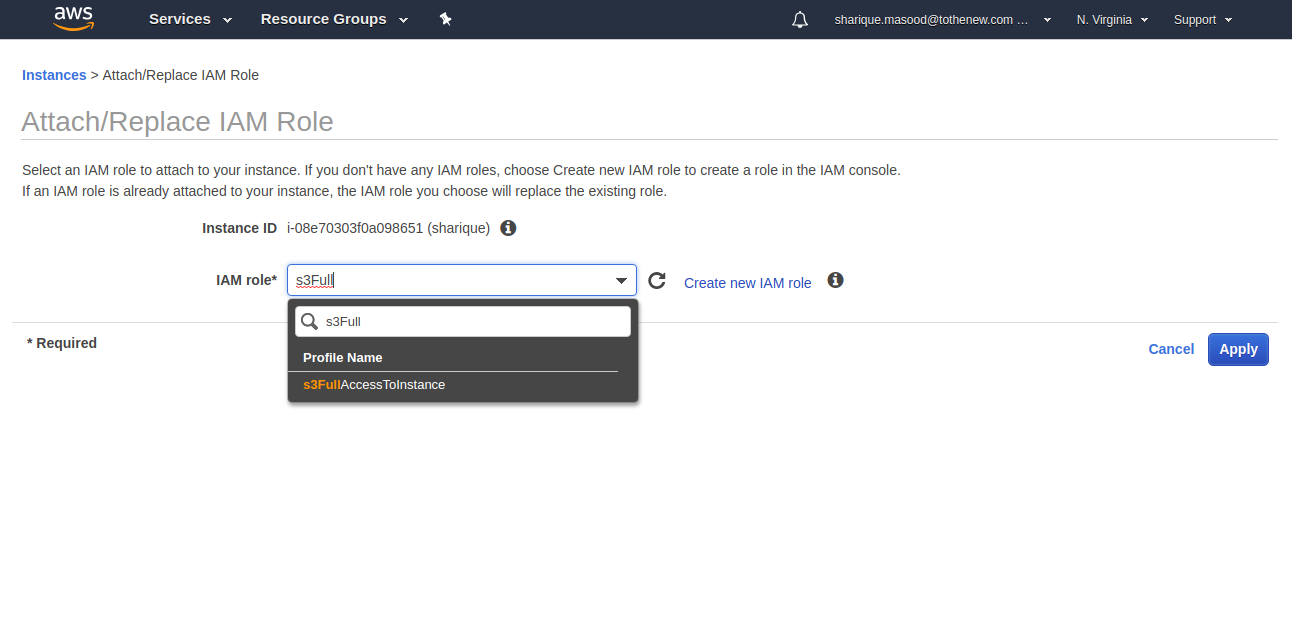 aws Services Resource Groups sharique.masood@tothenew.com ... N. Virginia Support
Instances > Attach/Replace IAM Role
Attach/Replace IAM Role
Select an IAM role to attach to your instance. If you don't have any IAM roles, choose Create new IAM role to create a role in the IAM console.
If an IAM role is already attached to your instance, the IAM role you choose will replace the existing role.
Instance ID i-08e70303f0a098651 (sharique)
IAM role* s3Full Create new IAM role
s3Full
* Required Cancel Apply
Profile Name
s3FullAccessToInstance